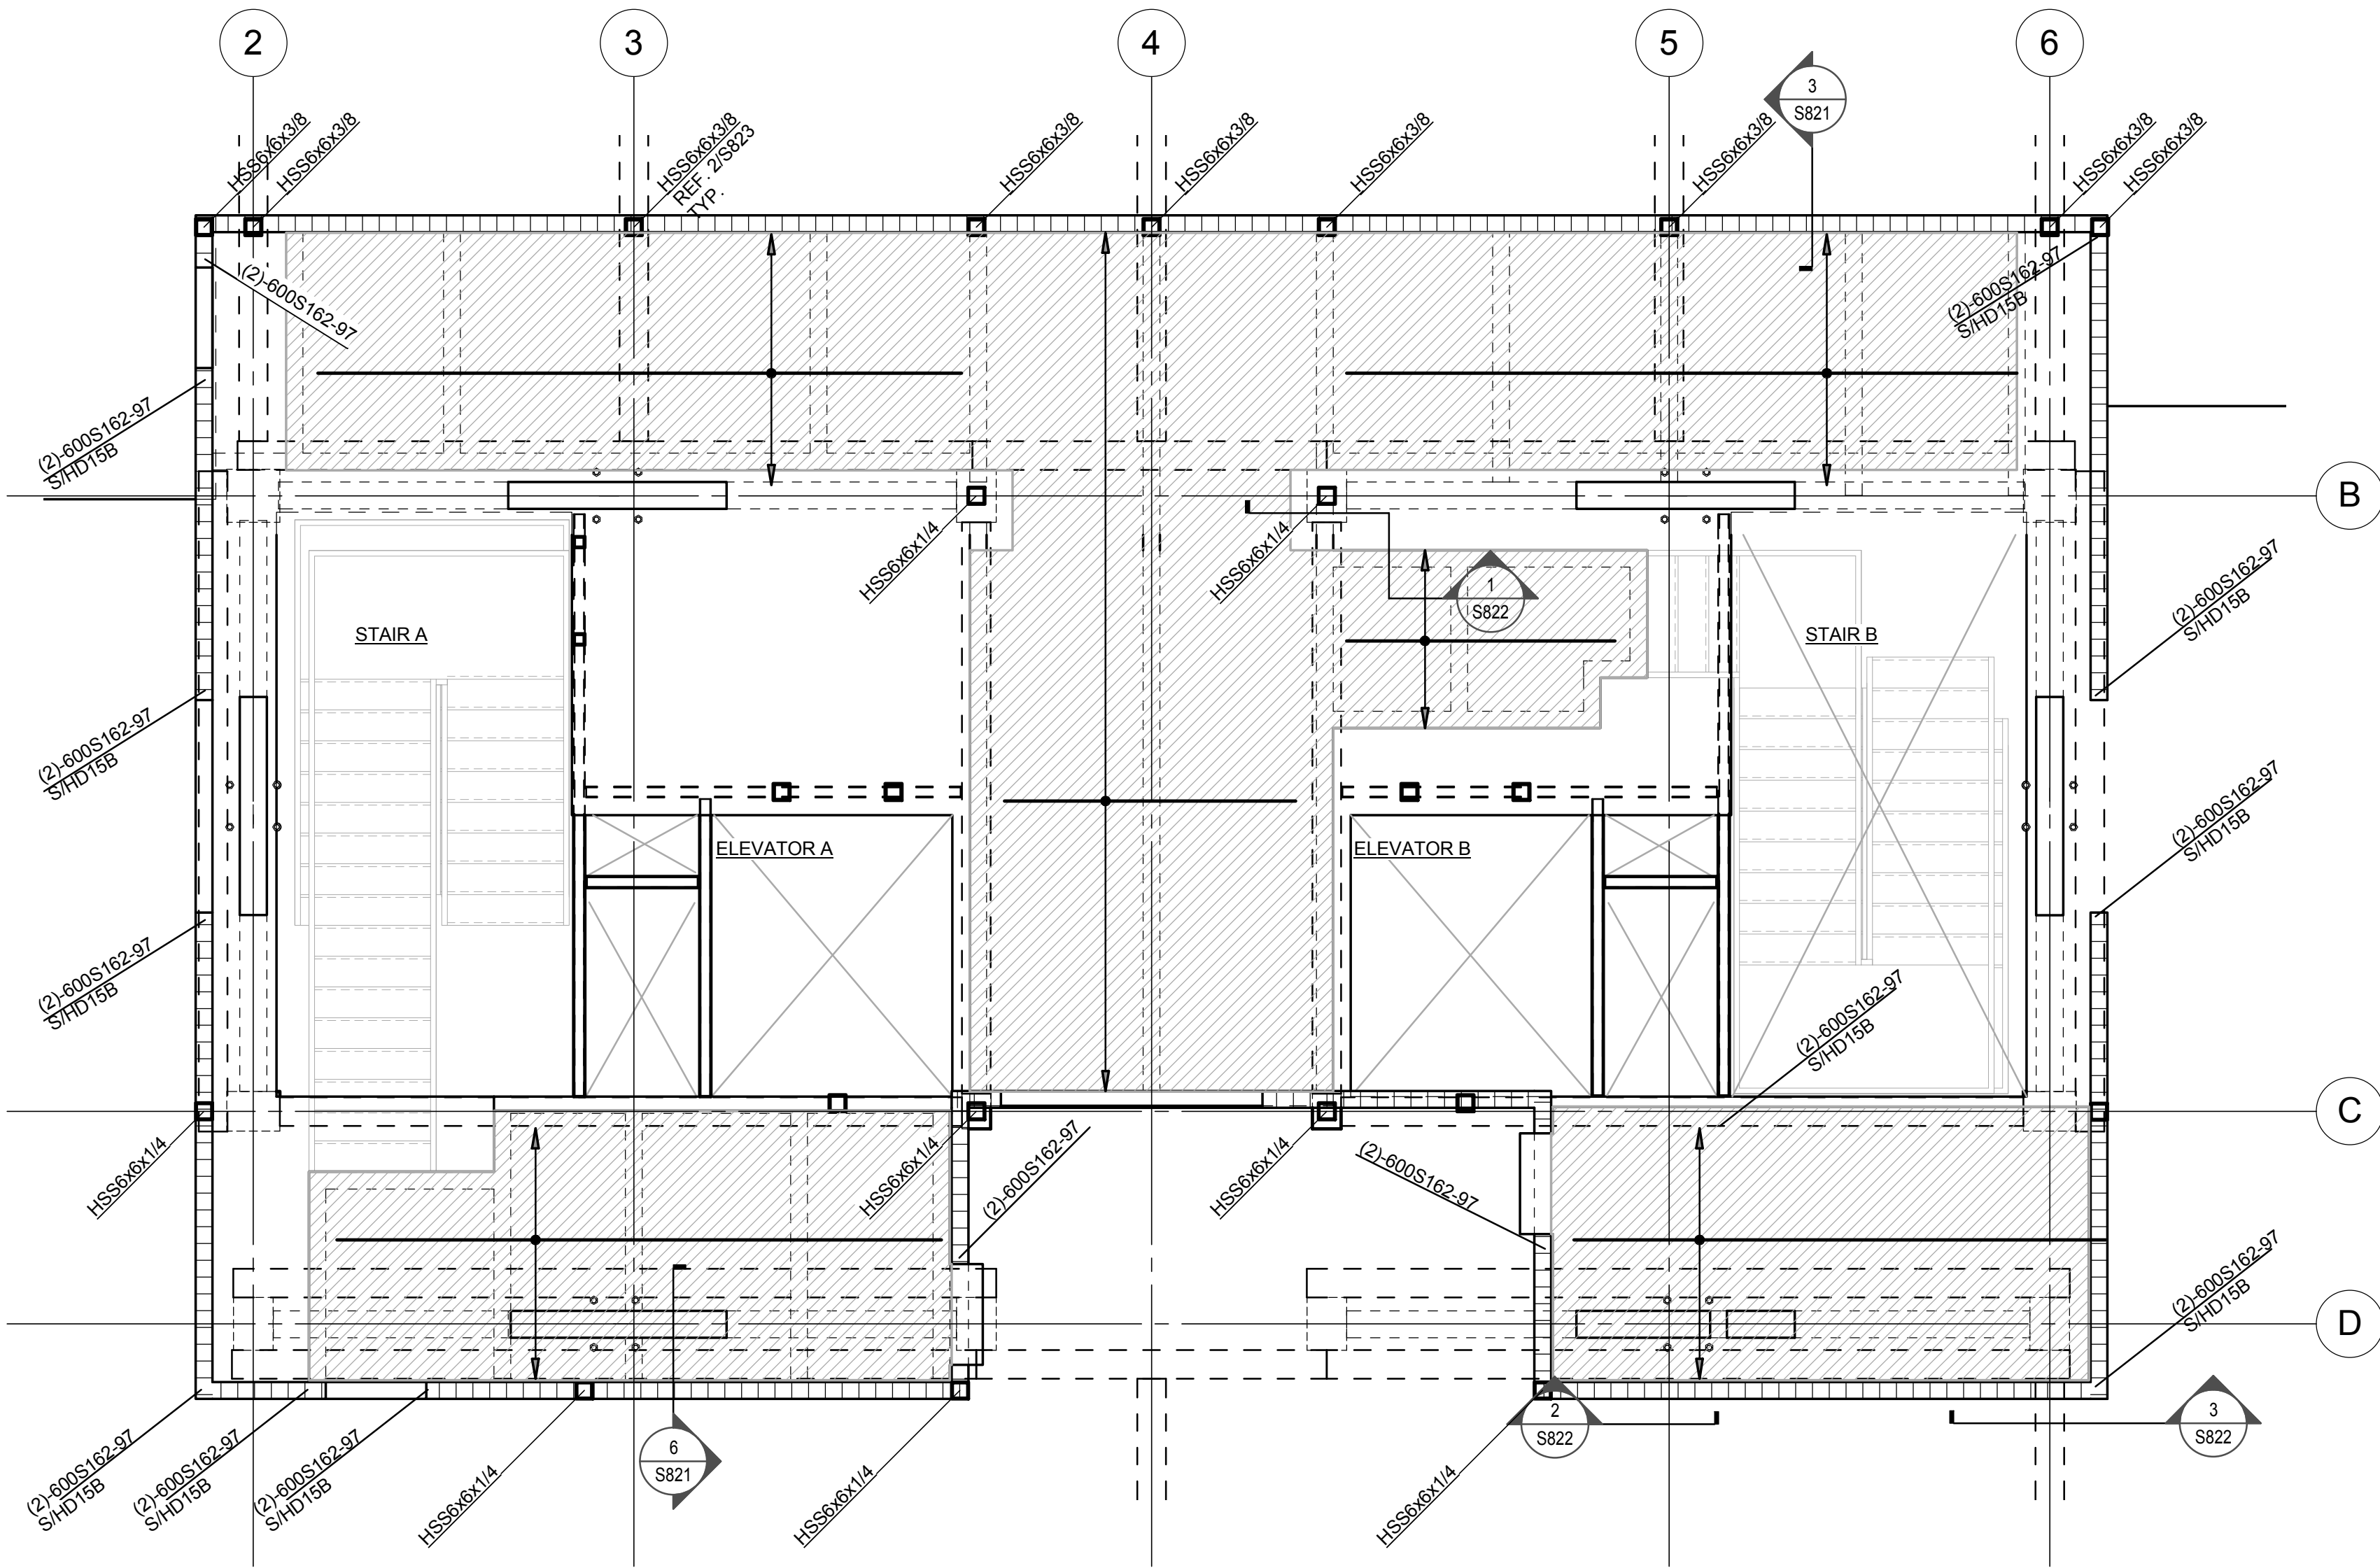 2
3
4
5
6
3
S821
HSS6x6x3/8
HSS6x6x3/8
HSS6x6x3/8
REF. 2/S823
TYP.
HSS6x6x3/8
HSS6x6x3/8
HSS6x6x3/8
HSS6x6x3/8
HSS6x6x3/8
HSS6x6x3/8
(2)-600S162-97
(2)-600S162-97
S/HD15B
(2)-600S162-97
S/HD15B
B
HSS6x6x1/4
HSS6x6x1/4
1
S822
(2)-600S162-97
S/HD15B
STAIR A
STAIR B
(2)-600S162-97
S/HD15B
(2)-600S162-97
S/HD15B
ELEVATOR A
ELEVATOR B
(2)-600S162-97
S/HD15B
(2)-600S162-97
S/HD15B
C
HSS6x6x1/4
HSS6x6x1/4
(2)-600S162-97
HSS6x6x1/4
(2)-600S162-97
(2)-600S162-97
S/HD15B
D
(2)-600S162-97
S/HD15B
(2)-600S162-97
S/HD15B
(2)-600S162-97
S/HD15B
HSS6x6x1/4
6
S821
HSS6x6x1/4
HSS6x6x1/4
2
S822
3
S822